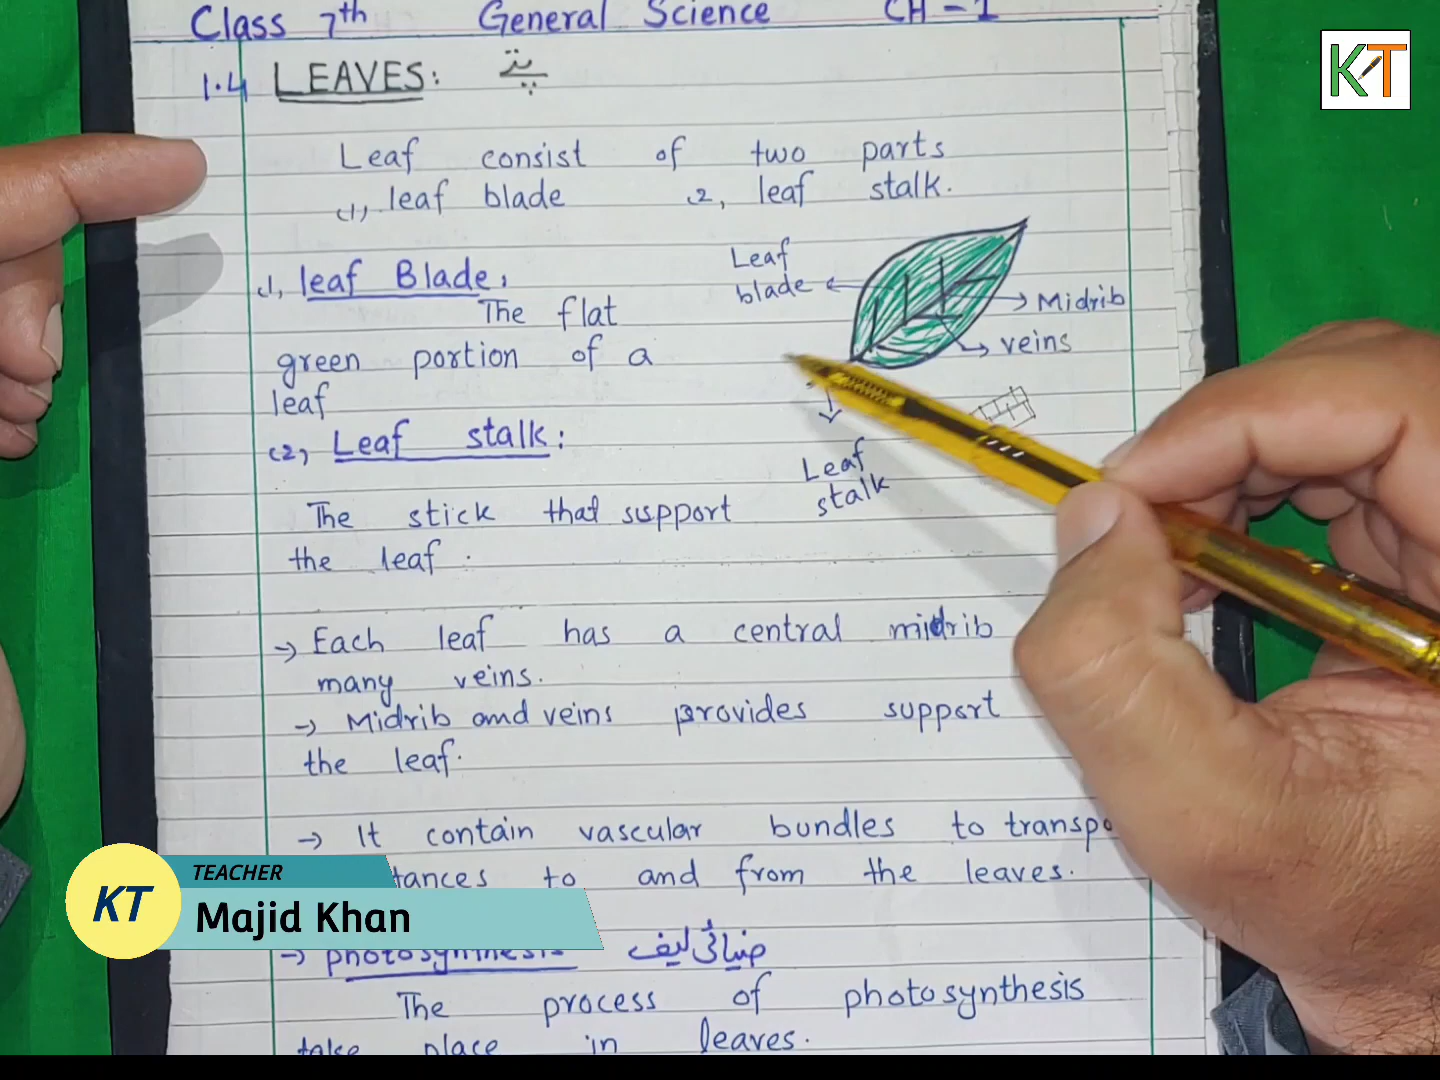 Class 7th General Science CH-1
KT
1.4 LEAVES: پتے
Leaf consist of two parts
(1), leaf blade (2), leaf stalk.
(1), leaf Blade:
The flat
green portion of a
leaf
Leaf
blade
Midrib
veins
Leaf
stalk
(2), Leaf stalk:
The stick that support
the leaf.
→ Each leaf has a central midrib
many veins.
→ Midrib and veins provides support
the leaf.
→ It contain vascular bundles to
to and from the leaves.
TEACHER
KT
Majid Khan
→ photosynthesis ضیائی تالیف
The process of photosynthesis
take place in leaves.